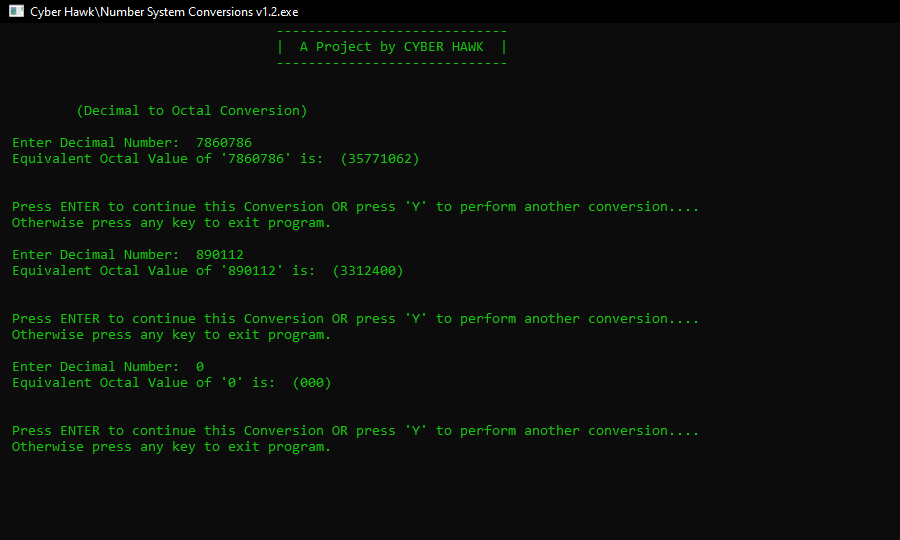 Cyber Hawk\Number System Conversions v1.2.exe
-----------------------------
|  A Project by CYBER HAWK  |
-----------------------------
(Decimal to Octal Conversion)
Enter Decimal Number:  7860786
Equivalent Octal Value of '7860786' is:  (35771062)
Press ENTER to continue this Conversion OR press 'Y' to perform another conversion....
Otherwise press any key to exit program.
Enter Decimal Number:  890112
Equivalent Octal Value of '890112' is:  (3312400)
Press ENTER to continue this Conversion OR press 'Y' to perform another conversion....
Otherwise press any key to exit program.
Enter Decimal Number:  0
Equivalent Octal Value of '0' is:  (000)
Press ENTER to continue this Conversion OR press 'Y' to perform another conversion....
Otherwise press any key to exit program.